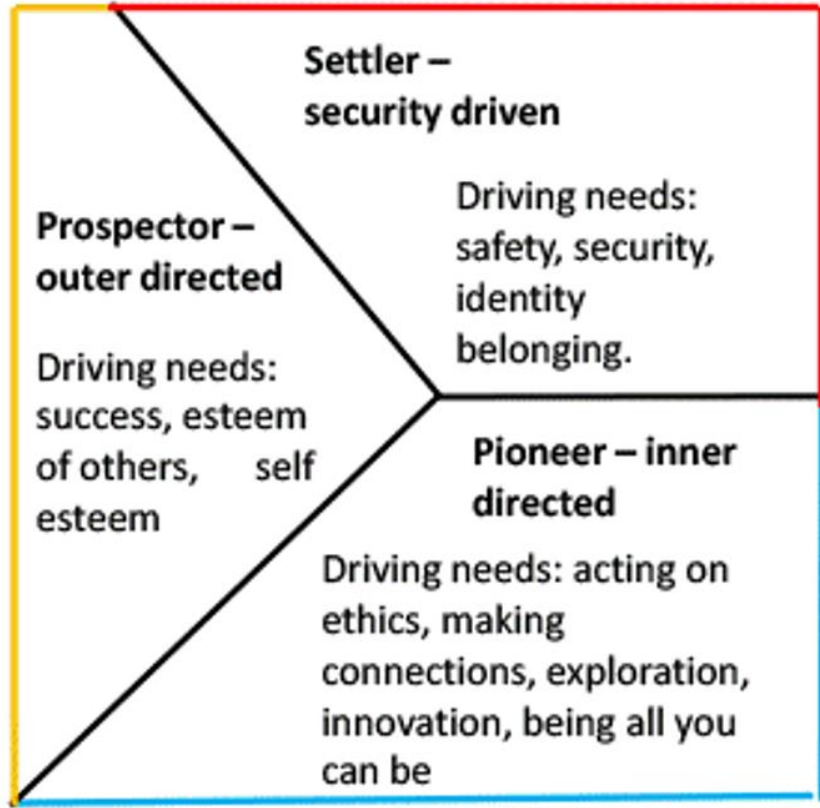 Settler –
security driven
Driving needs:
safety, security,
identity
belonging.
Prospector –
outer directed
Driving needs:
success, esteem
of others, self
esteem
Pioneer – inner
directed
Driving needs: acting on
ethics, making
connections, exploration,
innovation, being all you
can be